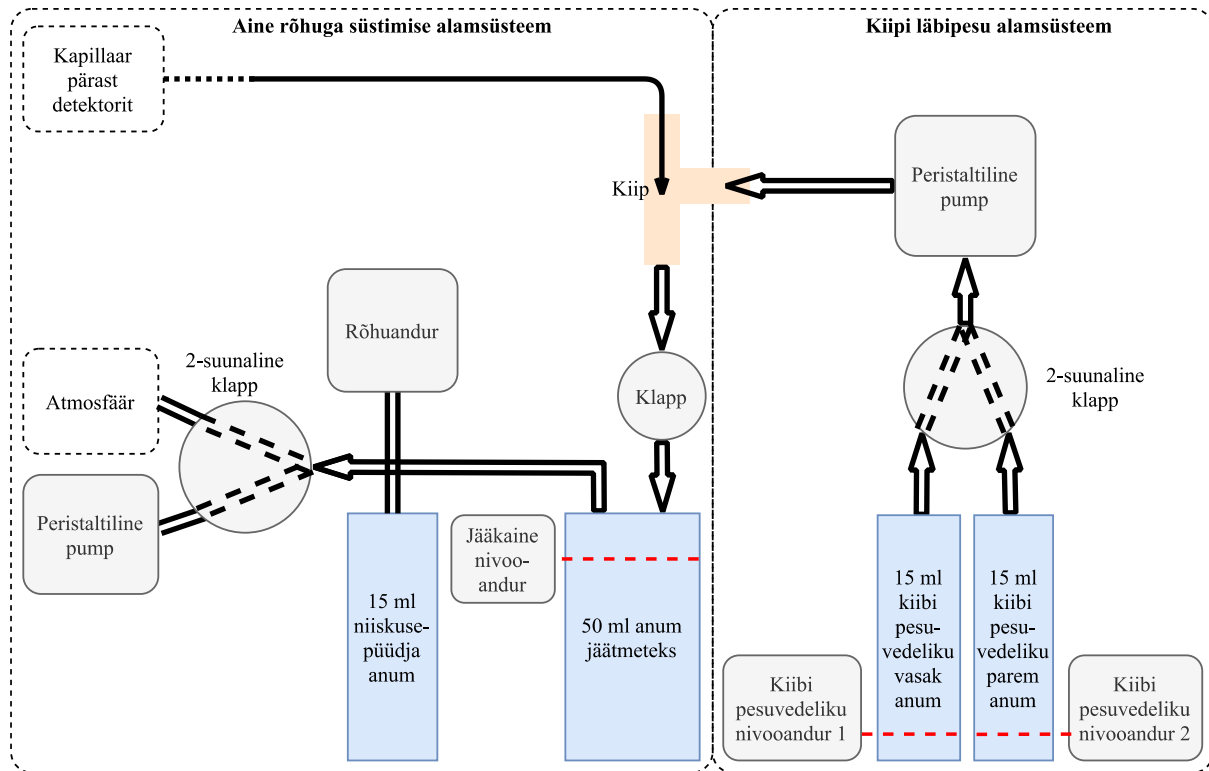 Aine rõhuga süstimise alamsüsteem
Kapillaar
pärast
detektorit
Kiip
Rõhuandur
2-suunaline
klapp
Atmosfäär
Klapp
Peristaltiline
pump
Jääkaine
nivoo-
andur
15 ml
niiskuse-
püüdja
anum
50 ml anum
jäätmeteks
Kiipi läbipesu alamsüsteem
Peristaltiline
pump
2-suunaline
klapp
15 ml
kiibi
pesu-
vedeliku
vasak
anum
15 ml
kiibi
pesu-
vedeliku
parem
anum
Kiibi
pesuvedeliku
nivooandur 1
Kiibi
pesuvedeliku
nivooandur 2